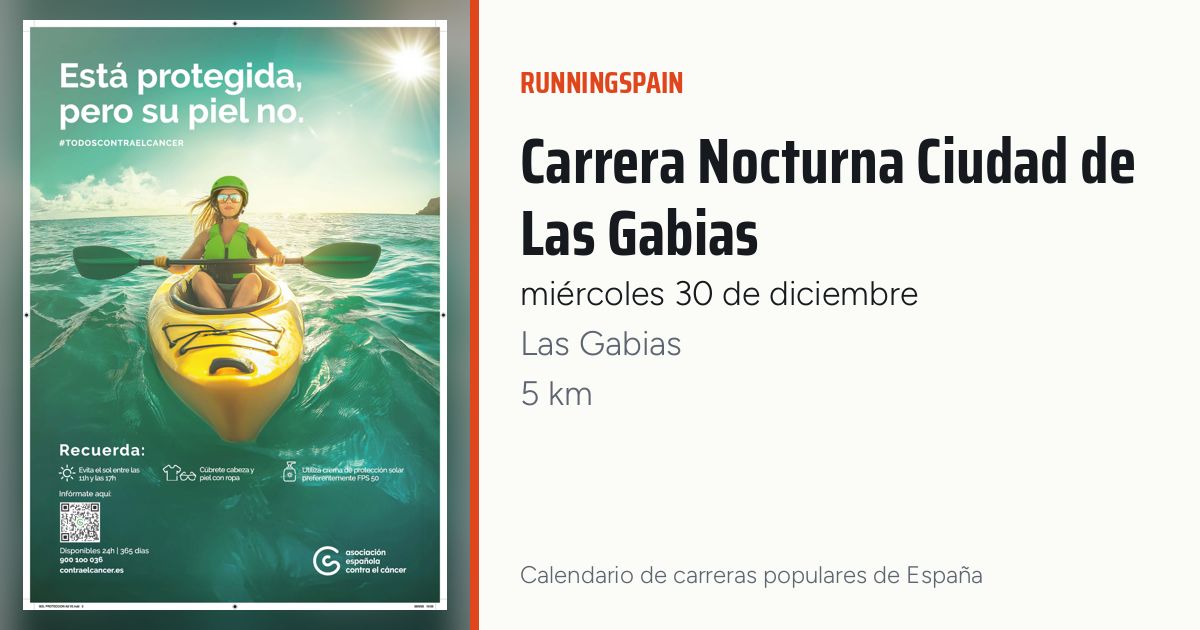 Está protegida,
pero su piel no.
#TODOSCONTRAELCANCER
Recuerda:
Evita el sol entre las
11h y las 17h
Cúbrete cabeza y
piel con ropa
Utiliza crema de protección solar
preferentemente FPS 50
Infórmate aquí:
Disponibles 24h | 365 días
900 100 036
contraelcancer.es
asociación
española
contra el cáncer
RUNNINGSPAIN
Carrera Nocturna Ciudad de
Las Gabias
miércoles 30 de diciembre
Las Gabias
5 km
Calendario de carreras populares de España